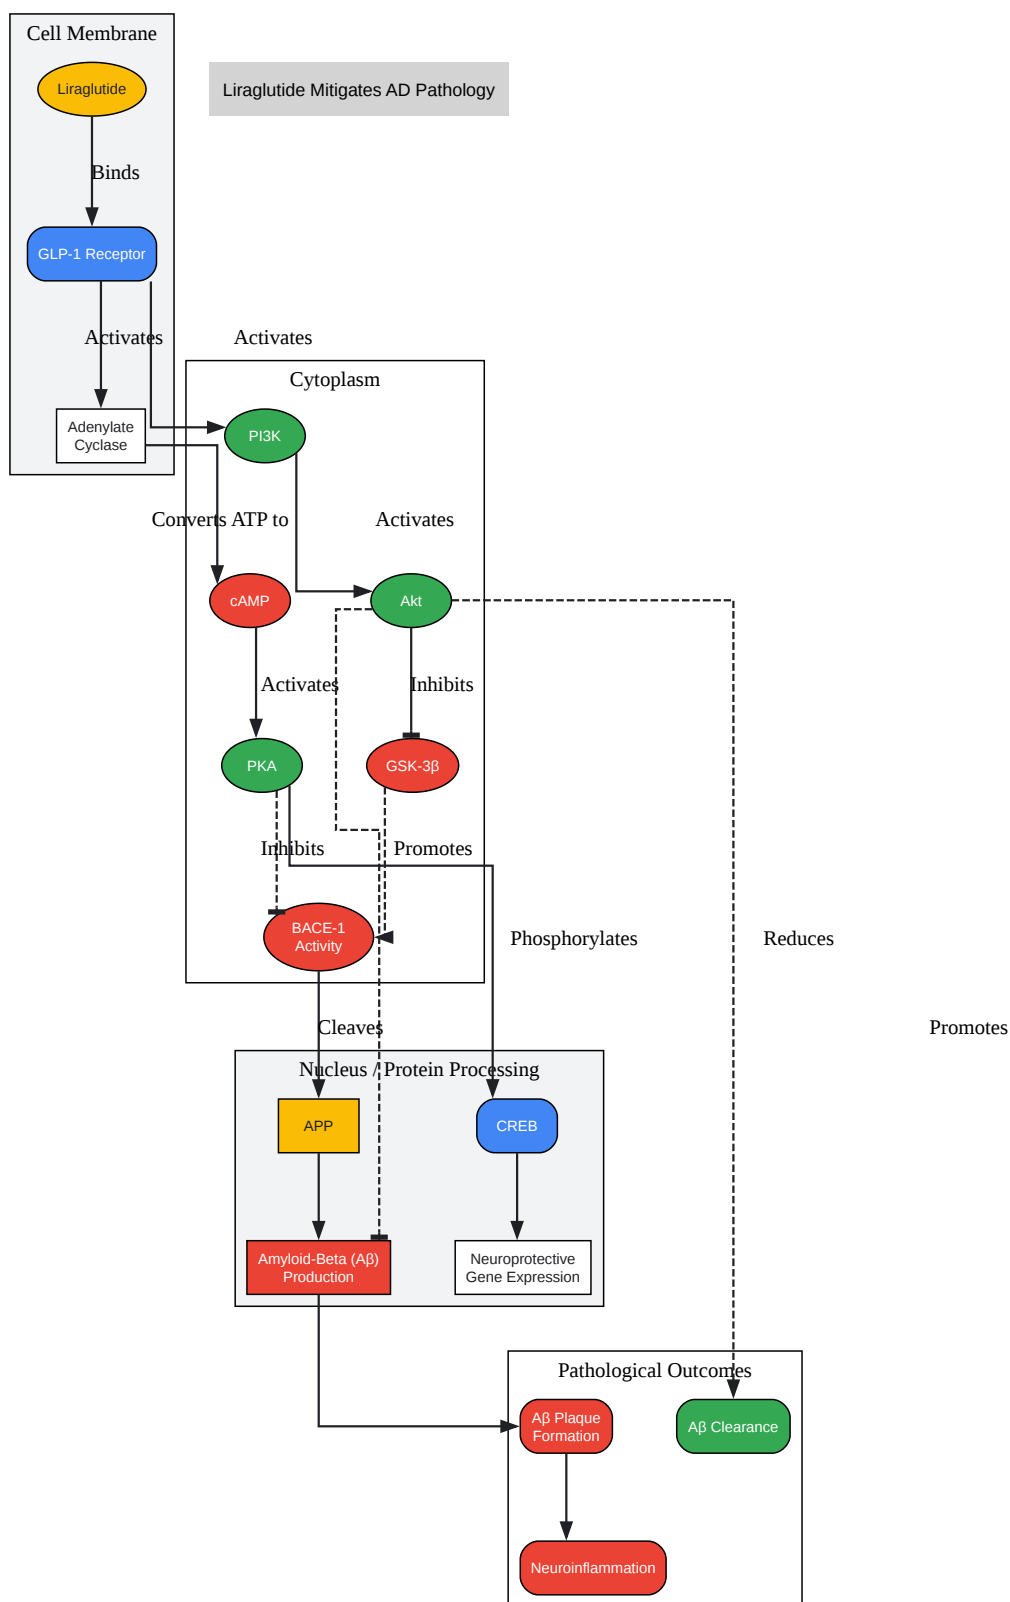 Cell Membrane
Liraglutide
Liraglutide Mitigates AD Pathology
Binds
GLP-1 Receptor
Activates
Activates
Cytoplasm
Adenylate
Cyclase
PI3K
Converts ATP to
Activates
cAMP
Akt
Activates
Inhibits
PKA
GSK-3β
Inhibits
Promotes
BACE-1
Activity
Phosphorylates
Reduces
Cleaves
Promotes
Nucleus / Protein Processing
APP
CREB
Amyloid-Beta (Aβ)
Production
Neuroprotective
Gene Expression
Pathological Outcomes
Aβ Plaque
Formation
Aβ Clearance
Neuroinflammation